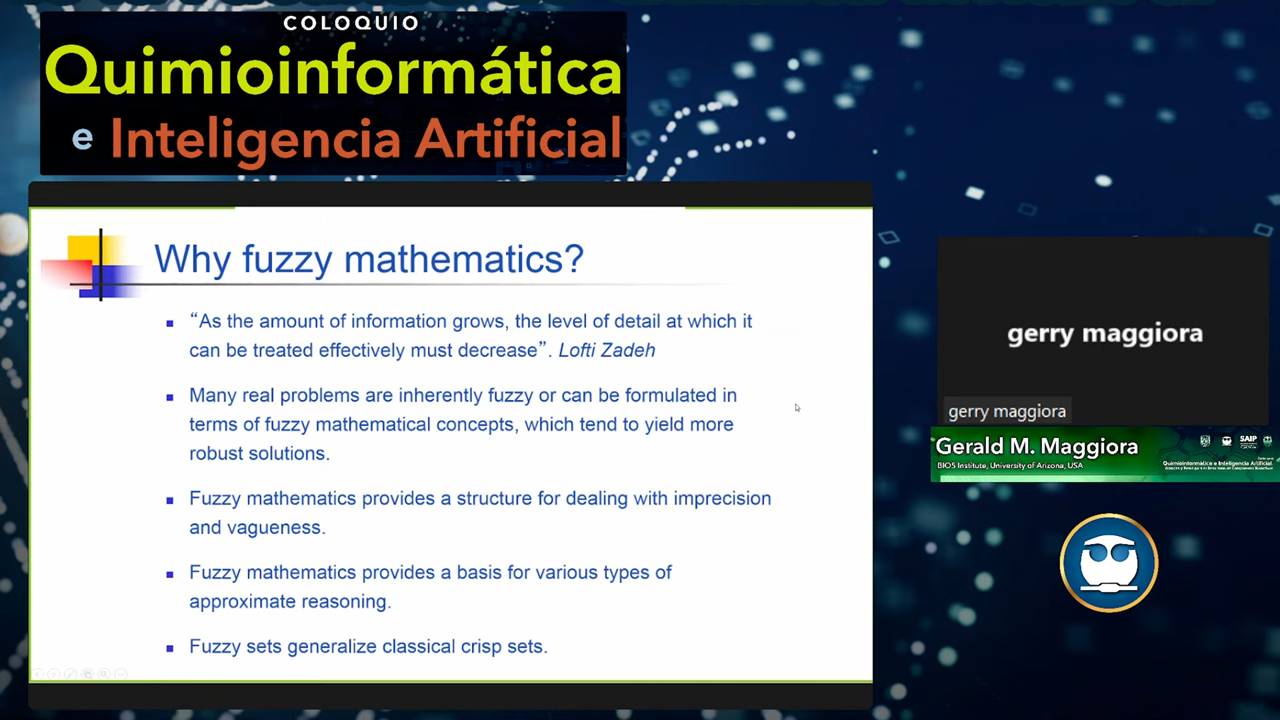 COLOQUIO
Quimioinformática
e Inteligencia Artificial
Why fuzzy mathematics?
“As the amount of information grows, the level of detail at which it
can be treated effectively must decrease”. Lofti Zadeh
Many real problems are inherently fuzzy or can be formulated in
terms of fuzzy mathematical concepts, which tend to yield more
robust solutions.
Fuzzy mathematics provides a structure for dealing with imprecision
and vagueness.
Fuzzy mathematics provides a basis for various types of
approximate reasoning.
Fuzzy sets generalize classical crisp sets.
gerry maggiora
gerry maggiora
Gerald M. Maggiora
BIOS Institute, University of Arizona, USA
SAIP
Quimioinformática e Inteligencia Artificial